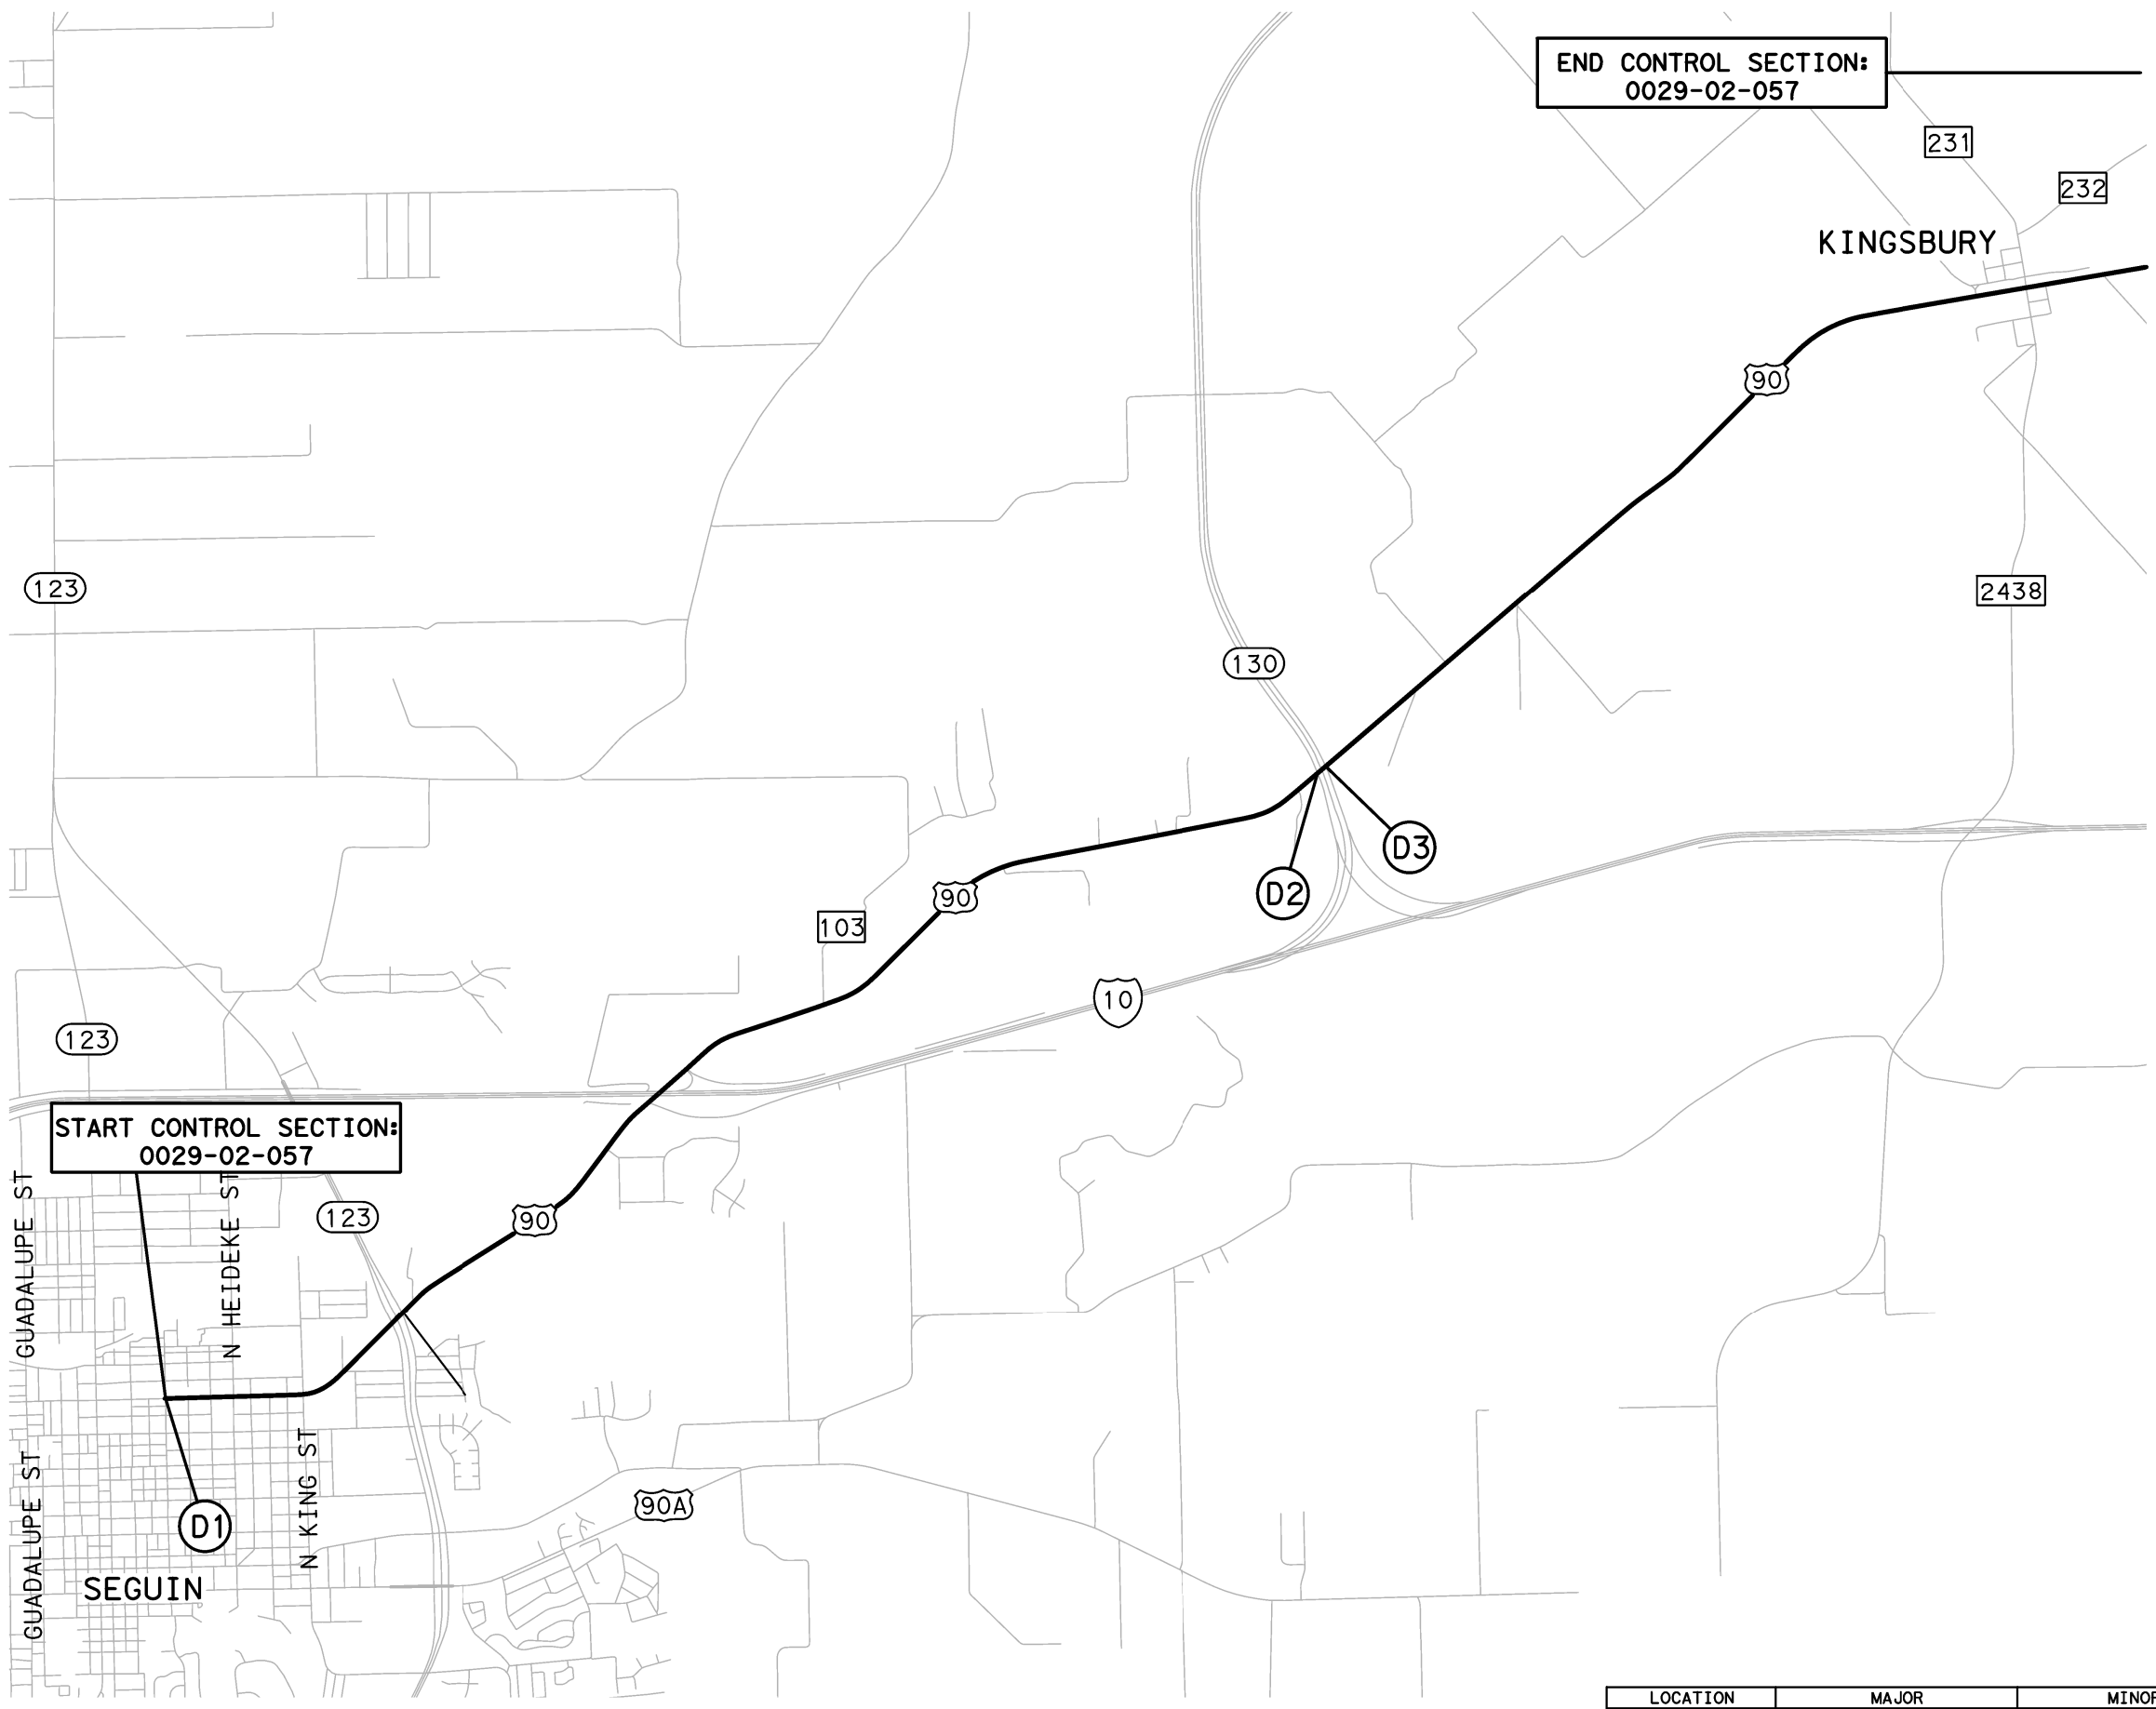 END CONTROL SECTION:
0029-02-057
231
232
KINGSBURY
90
123
2438
130
D3
D2
90
103
10
123
START CONTROL SECTION:
0029-02-057
GUADALUPE ST
N HEIDEKE ST
123
90
GUADALUPE ST
N KING ST
90A
D1
SEGUIN
LOCATION MAJOR